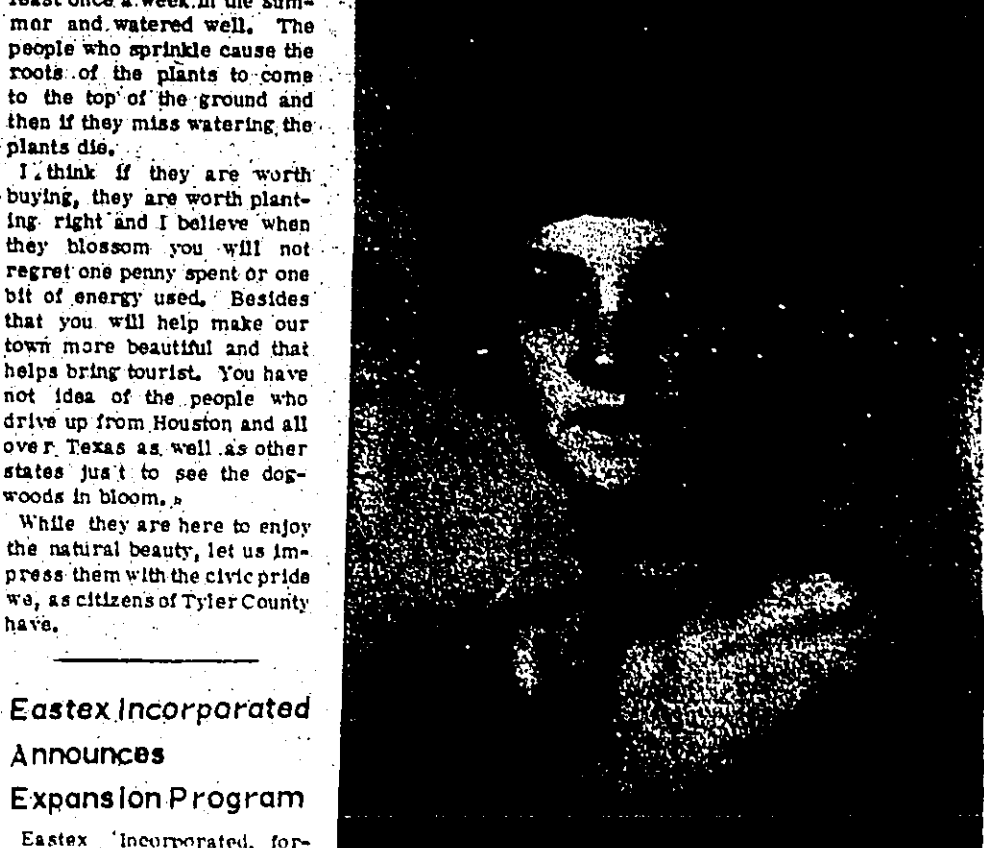 least once a week in the sum-
mor and watered well. The
people who sprinkle cause the
roots of the plants to come
to the top of the ground and
then if they miss watering the
plants die.
I think if they are worth
buying, they are worth plant-
ing right and I believe when
they blossom you will not
regret one penny spent or one
bit of energy used. Besides
that you will help make our
town more beautiful and that
helps bring tourist. You have
not idea of the people who
drive up from Houston and all
over Texas as well as other
states just to see the dog-
woods in bloom.
While they are here to enjoy
the natural beauty, let us im-
press them with the civic pride
we, as citizens of Tyler County
have.
Eastex Incorporated
Announces
Expansion Program
Eastex Incorporated, for-